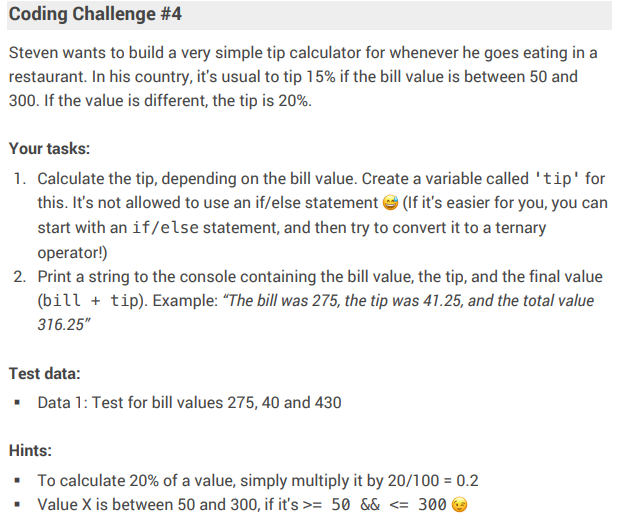 Coding Challenge #4
Steven wants to build a very simple tip calculator for whenever he goes eating in a
restaurant. In his country, it's usual to tip 15% if the bill value is between 50 and
300. If the value is different, the tip is 20%.
Your tasks:
1. Calculate the tip, depending on the bill value. Create a variable called 'tip' for
this. It's not allowed to use an if/else statement 😅 (If it's easier for you, you can
start with an if/else statement, and then try to convert it to a ternary
operator!)
2. Print a string to the console containing the bill value, the tip, and the final value
(bill + tip). Example: “The bill was 275, the tip was 41.25, and the total value
316.25”
Test data:
▪ Data 1: Test for bill values 275, 40 and 430
Hints:
▪ To calculate 20% of a value, simply multiply it by 20/100 = 0.2
▪ Value X is between 50 and 300, if it's >= 50 && <= 300 😉